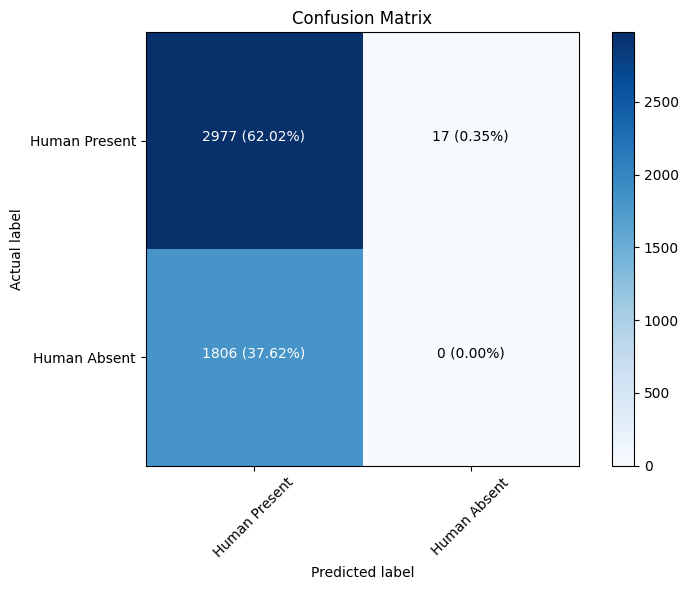 Confusion Matrix
Human Present
2977 (62.02%)
17 (0.35%)
Human Absent
1806 (37.62%)
0 (0.00%)
Actual label
Human Present
Human Absent
Predicted label
2500
2000
1500
1000
500
0